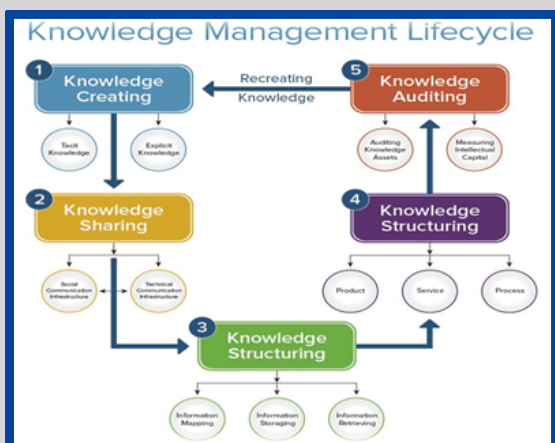 Knowledge Management Lifecycle
1
Knowledge
Creating
Tacit
Knowledge
Explicit
Knowledge
Recreating
Knowledge
5
Knowledge
Auditing
Auditing
Knowledge
Assets
Measuring
Intellectual
Capital
2
Knowledge
Sharing
Social
Communication
Infrastructure
Technical
Communication
Infrastructure
4
Knowledge
Structuring
Product
Service
Process
3
Knowledge
Structuring
Information
Mapping
Information
Storaging
Information
Retrieving